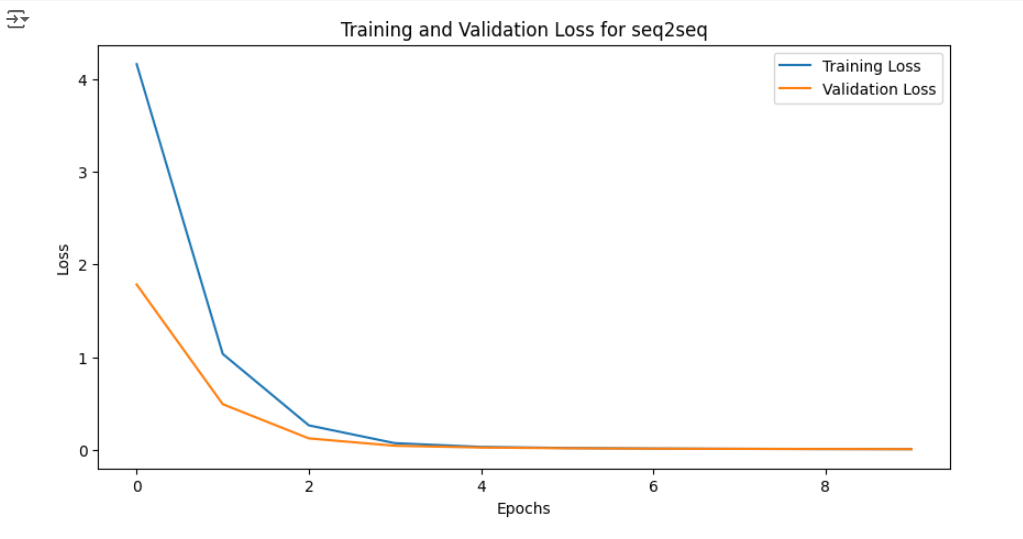 Training and Validation Loss for seq2seq
Training Loss
Validation Loss
4
3
2
1
0
Loss
0
2
4
6
8
Epochs